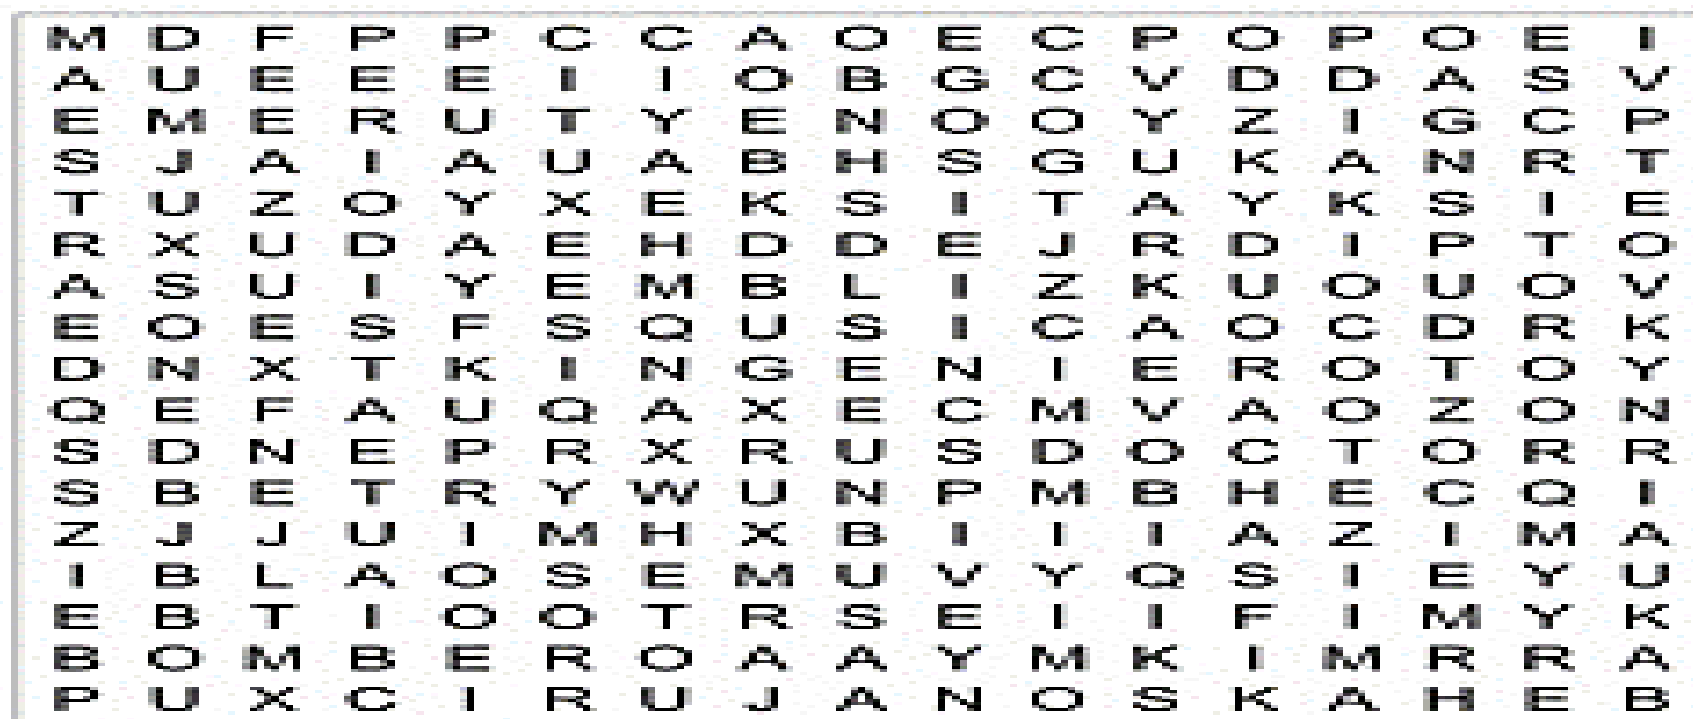 M D F P P C C A O E C P O P O E I
A U E E E I I O B G C V D D A S V
E M E R U T Y E N O O Y Z I G C P
S J A I A U A B H S G U K A N R T
T U Z O Y X E K S I T A Y K S I E
R X U D A E H D D E J R D I P T O
A S U I Y E M B L I Z K U O U O V
E O E S F S Q U S I C A O C D R K
D N X T K I N G E N I E R O T O Y
Q E F A U Q A X E C M V A O Z O N
S D N E P R X R U S D O C T O R R
S B E T R Y W U N P M B H E C Q I
Z J J U I M H X B I I I A Z I M A
I B L A O S E M U V Y Q S I E Y U
E B T I O O T R S E I I F I M Y K
B O M B E R O A A Y M K I M R R A
P U X C I R U J A N O S K A H E B